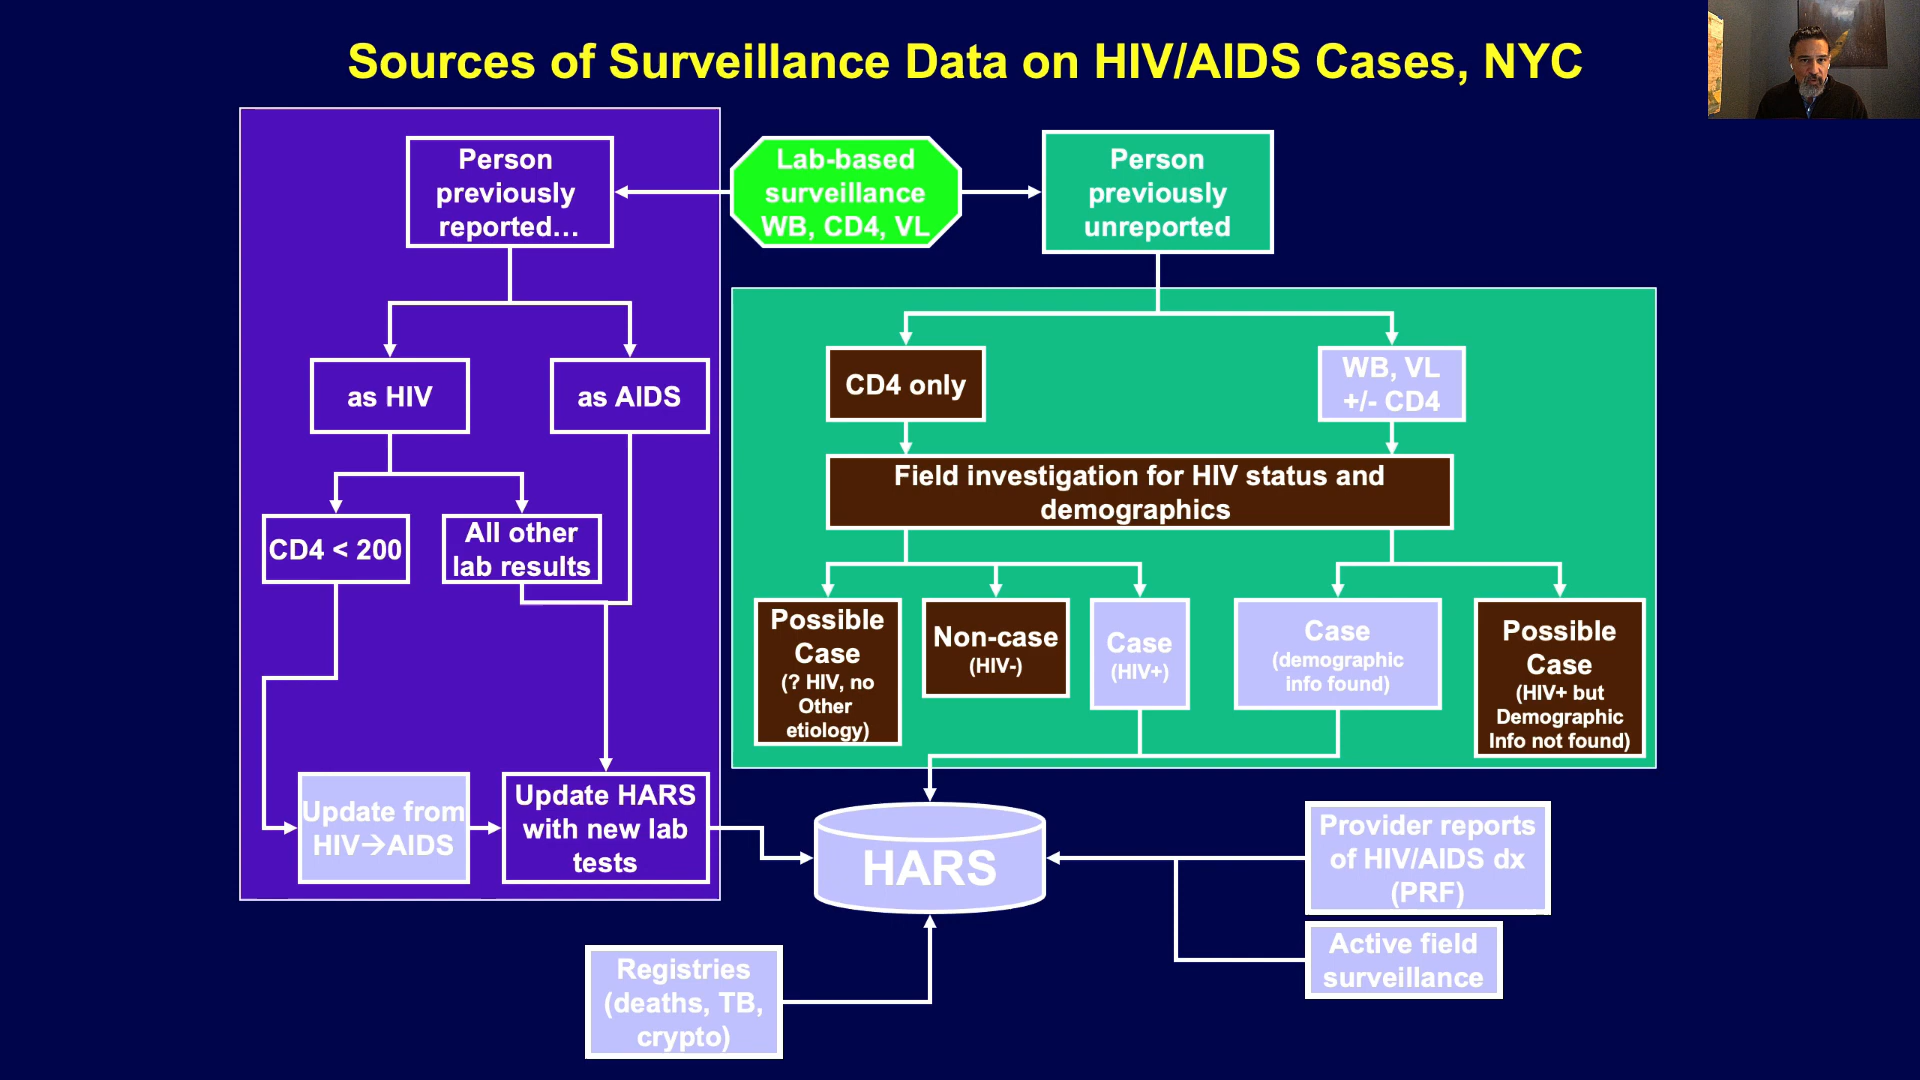 Sources of Surveillance Data on HIV/AIDS Cases, NYC
Person
previously
reported…
Lab-based
surveillance
WB, CD4, VL
Person
previously
unreported
as HIV
as AIDS
CD4 only
WB, VL
+/- CD4
CD4 < 200
All other
lab results
Field investigation for HIV status and
demographics
Possible
Case
(? HIV, no
Other
etiology)
Non-case
(HIV-)
Case
(HIV+)
Case
(demographic
info found)
Possible
Case
(HIV+ but
Demographic
Info not found)
Update from
HIV→AIDS
Update HARS
with new lab
tests
HARS
Provider reports
of HIV/AIDS dx
(PRF)
Active field
surveillance
Registries
(deaths, TB,
crypto)